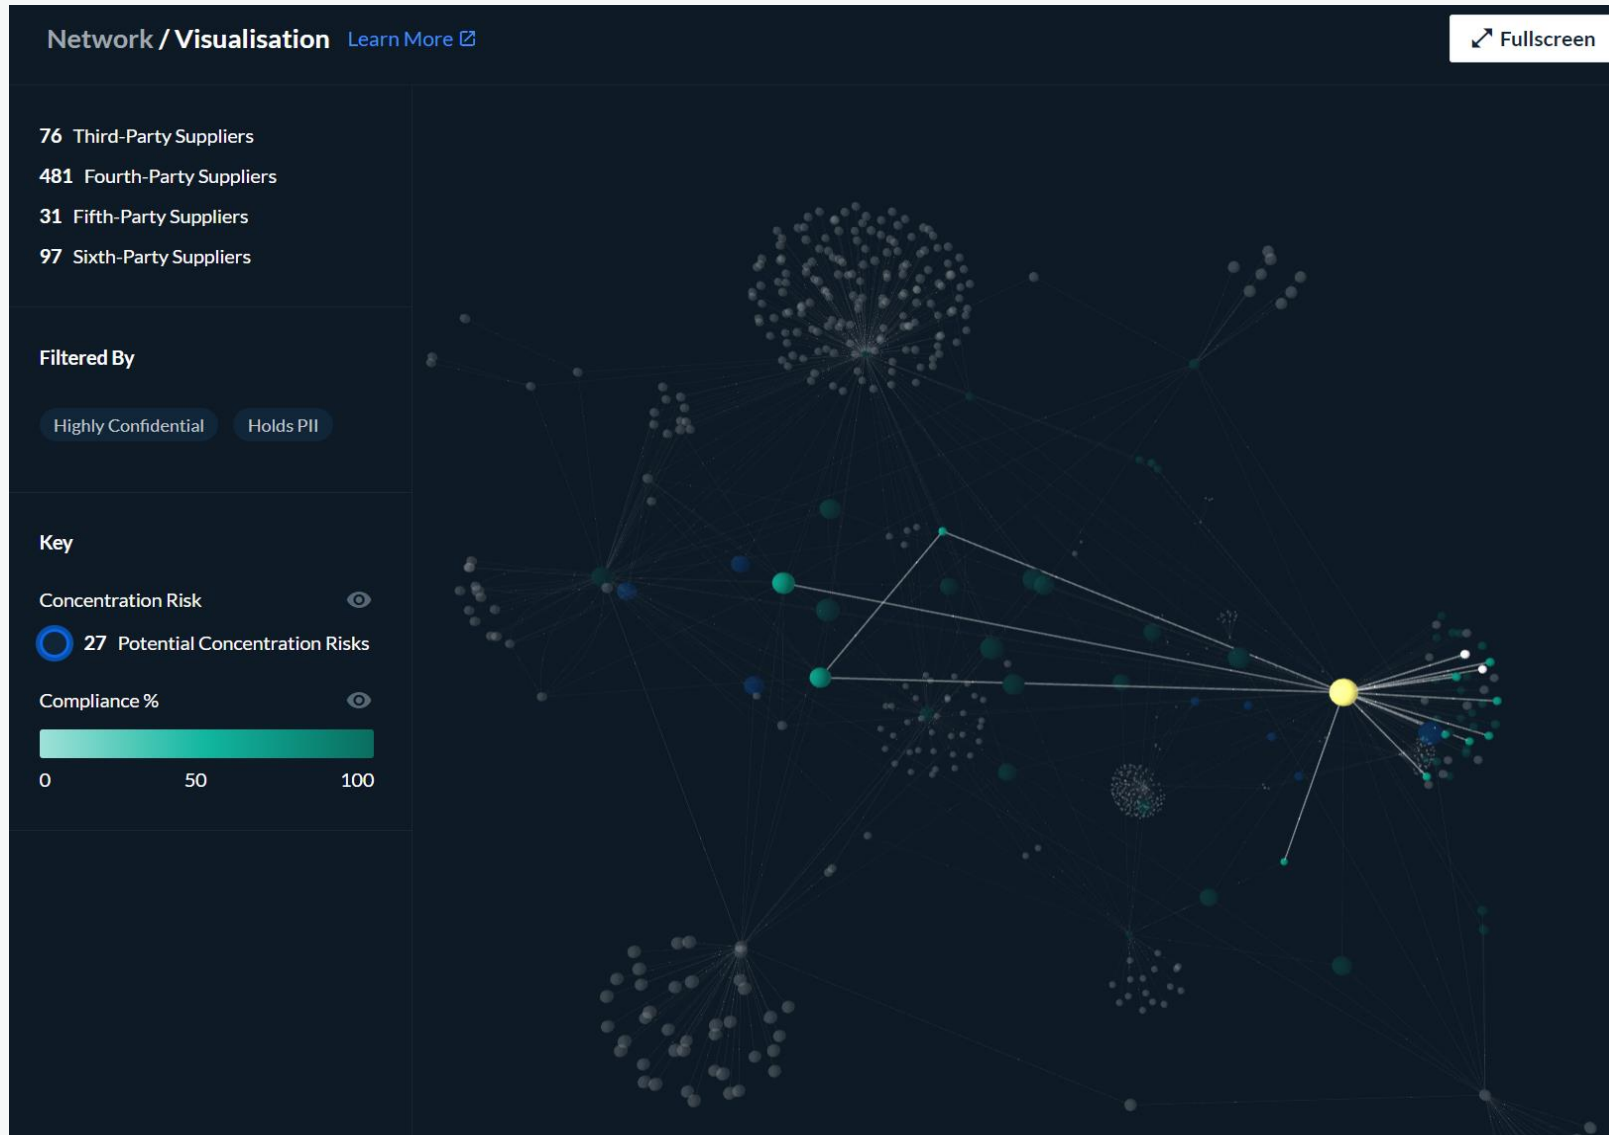 Network / Visualisation Learn More
Fullscreen
76 Third-Party Suppliers
481 Fourth-Party Suppliers
31 Fifth-Party Suppliers
97 Sixth-Party Suppliers
Filtered By
Highly Confidential Holds PII
Key
Concentration Risk
27 Potential Concentration Risks
Compliance %
0 50 100